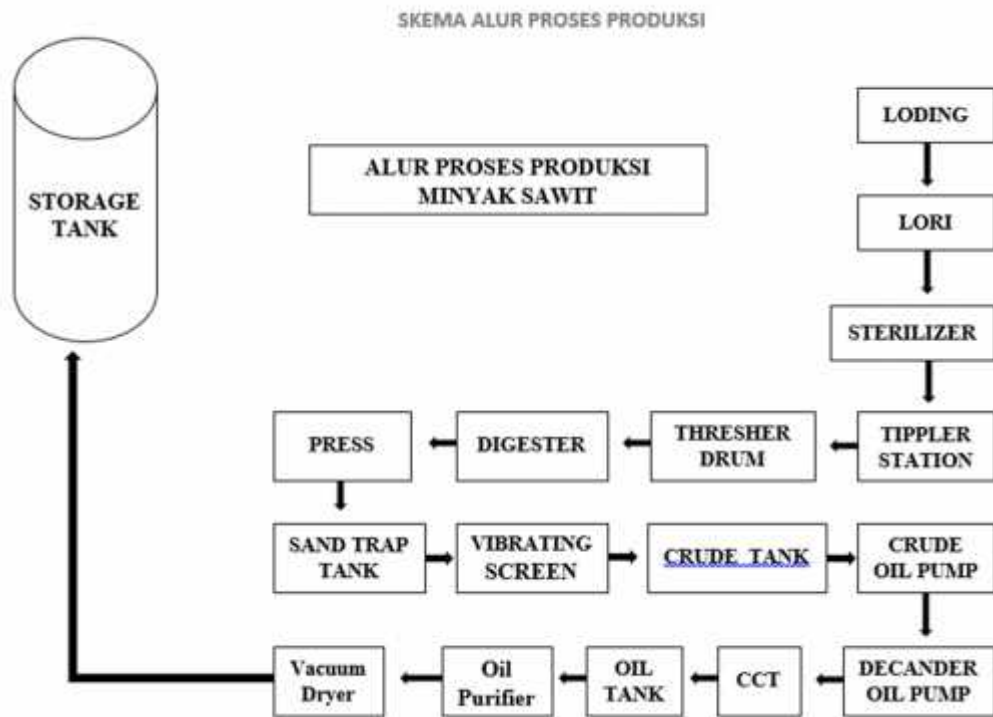 SKEMA ALUR PROSES PRODUKSI
ALUR PROSES PRODUKSI
MINYAK SAWIT
LODING
LORI
STERILIZER
TIPPLER
STATION
THRESHER
DRUM
DIGESTER
PRESS
SAND TRAP
TANK
VIBRATING
SCREEN
CRUDE TANK
CRUDE
OIL PUMP
DECANDER
OIL PUMP
CCT
OIL
TANK
Oil
Purifier
Vacuum
Dryer
STORAGE
TANK